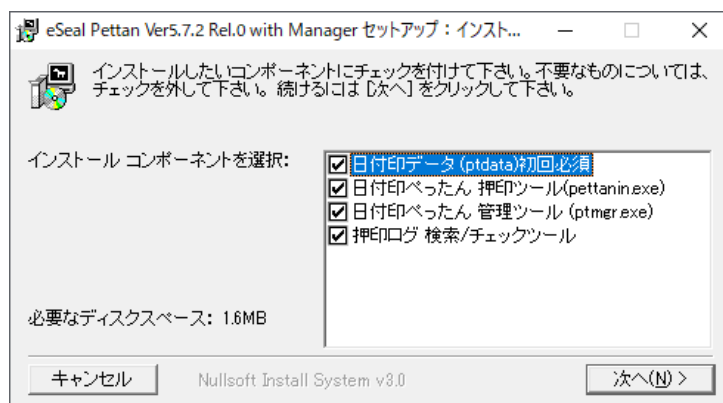 eSeal Pettan Ver5.7.2 Rel.0 with Manager セットアップ：インスト...
インストールしたいコンポーネントにチェックを付けて下さい。不要なものについては、
チェックを外して下さい。続けるには [次へ] をクリックして下さい。
インストール コンポーネントを選択:
日付印データ(ptdata)初回必須
日付印ぺったん 押印ツール(pettanin.exe)
日付印ぺったん 管理ツール (ptmgr.exe)
押印ログ 検索/チェックツール
必要なディスクスペース: 1.6MB
キャンセル
Nullsoft Install System v3.0
次へ(N) >